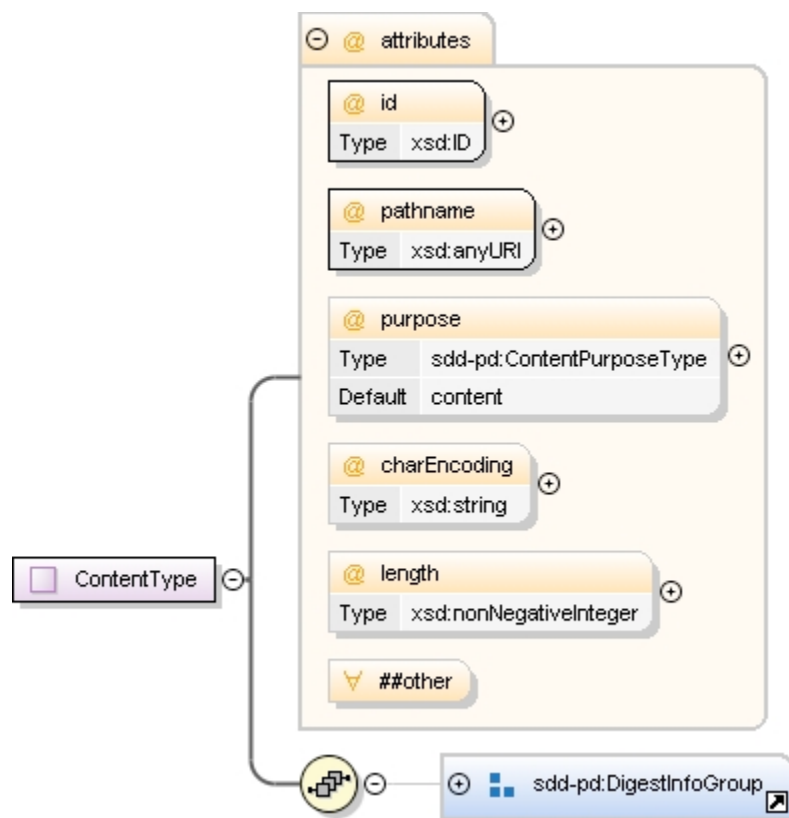 @ attributes
@ id
Type xsd:ID
@ pathname
Type xsd:anyURI
@ purpose
Type sdd-pd:ContentPurposeType
Default content
@ charEncoding
Type xsd:string
@ length
Type xsd:nonNegativeInteger
ContentType
∀ ##other
sdd-pd:DigestInfoGroup